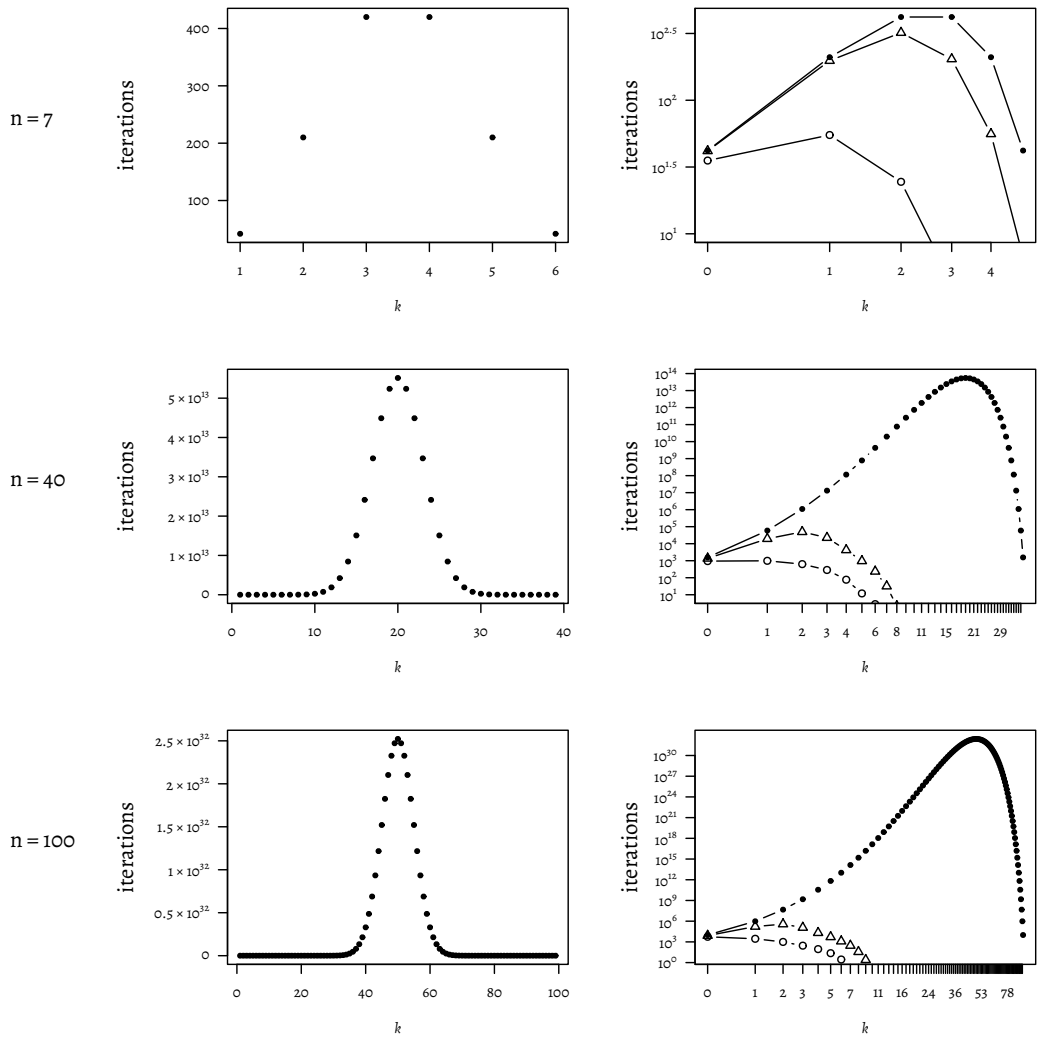 n = 7
iterations
400
300
200
100
1 2 3 4 5 6
k
iterations
10^2.5
10^2
10^1.5
10^1
0 1 2 3 4
k
n = 40
iterations
5 × 10^13
4 × 10^13
3 × 10^13
2 × 10^13
1 × 10^13
0
0 10 20 30 40
k
iterations
10^14
10^13
10^12
10^11
10^10
10^9
10^8
10^7
10^6
10^5
10^4
10^3
10^2
10^1
0 1 2 3 4 6 8 11 15 21 29
k
n = 100
iterations
2.5 × 10^32
2 × 10^32
1.5 × 10^32
1 × 10^32
0.5 × 10^32
0
0 20 40 60 80 100
k
iterations
10^30
10^27
10^24
10^21
10^18
10^15
10^12
10^9
10^6
10^3
10^0
0 1 2 3 5 7 11 16 24 36 53 78
k